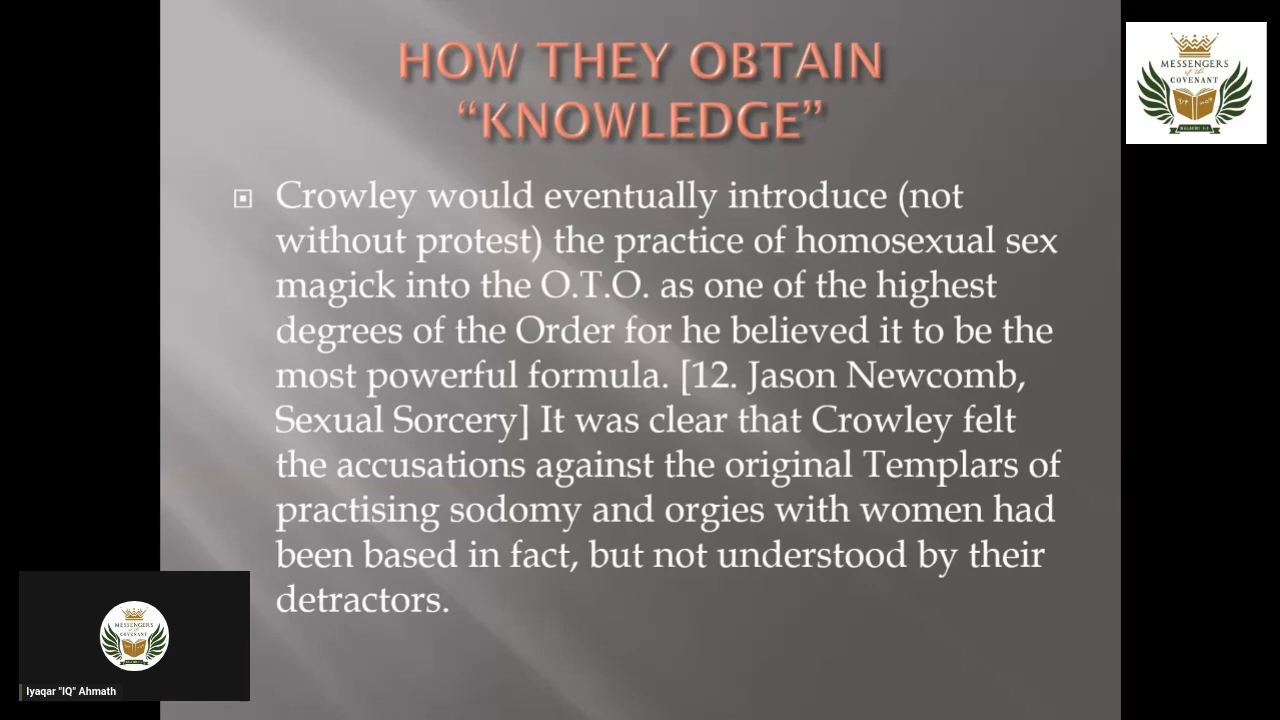 HOW THEY OBTAIN
“KNOWLEDGE”
Crowley would eventually introduce (not
without protest) the practice of homosexual sex
magick into the O.T.O. as one of the highest
degrees of the Order for he believed it to be the
most powerful formula. [12. Jason Newcomb,
Sexual Sorcery] It was clear that Crowley felt
the accusations against the original Templars of
practising sodomy and orgies with women had
been based in fact, but not understood by their
detractors.
MESSENGERS
of the
COVENANT
MESSENGERS
of the
COVENANT
Iyaqar "IQ" Ahmath